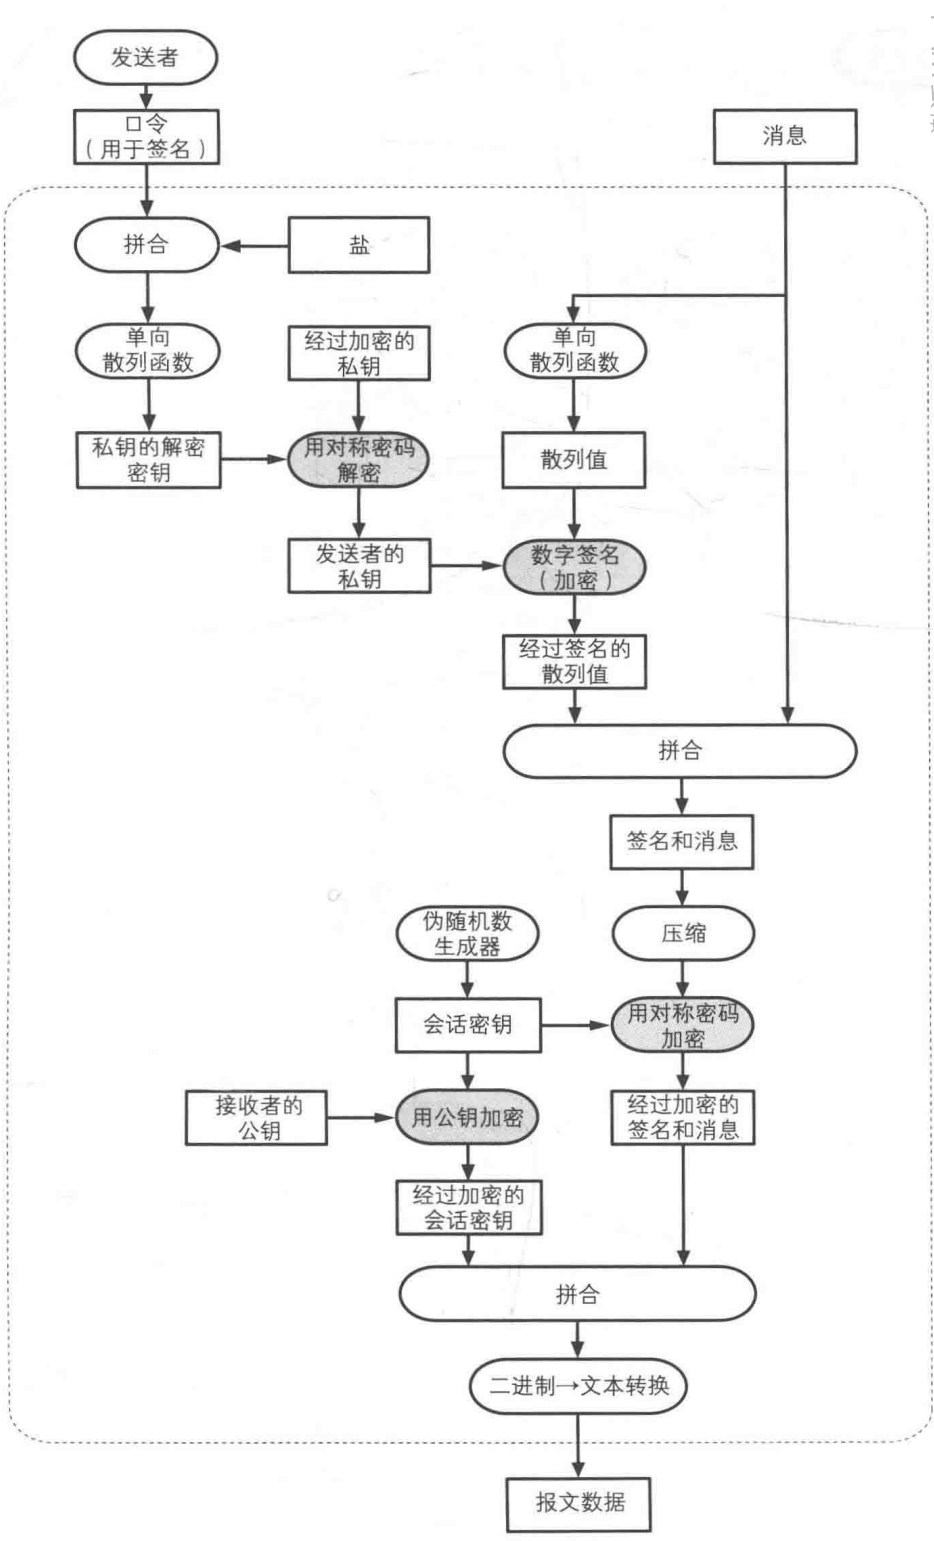 发送者
口令
（用于签名）
消息
拼合
盐
单向
散列函数
经过加密的
私钥
单向
散列函数
私钥的解密
密钥
用对称密码
解密
散列值
发送者的
私钥
数字签名
（加密）
经过签名的
散列值
拼合
签名和消息
伪随机数
生成器
压缩
会话密钥
用对称密码
加密
接收者的
公钥
用公钥加密
经过加密的
签名和消息
经过加密的
会话密钥
拼合
二进制→文本转换
报文数据